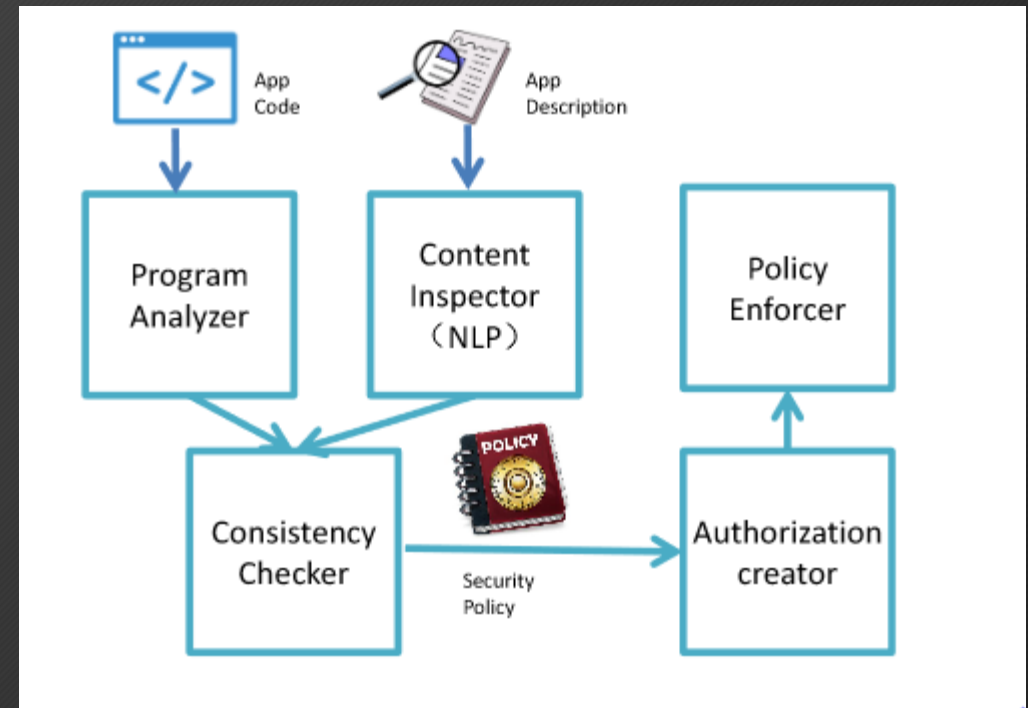 </>
App
Code
App
Description
Program
Analyzer
Content
Inspector
（NLP）
Policy
Enforcer
POLICY
Consistency
Checker
Security
Policy
Authorization
creator